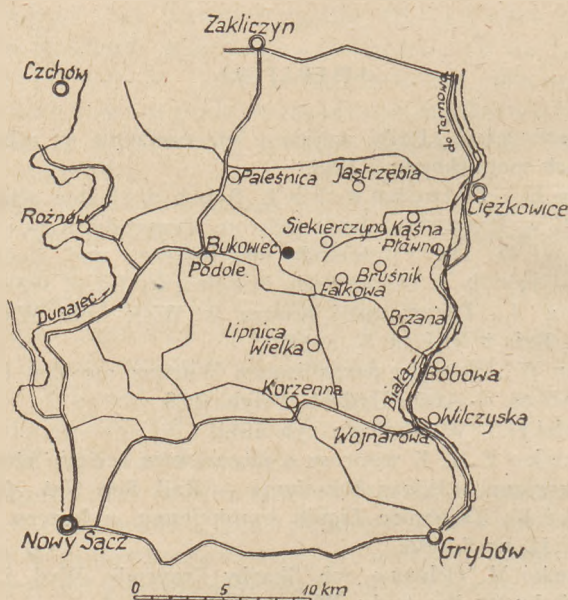 Zakliczyn
Czchów
do Tarnowa
Paleśnica
Jastrzębia
Ciężkowice
Rożnów
Siekierczyna
Kąśna
Bukowiec
Pławna
Podole
Bruśnik
Falkowa
Dunajec
Brzana
Lipnica
Wielka
Biała
Bobowa
Korzenna
Wilczyska
Wojnarowa
Nowy Sącz
Grybów
0 5 10 km